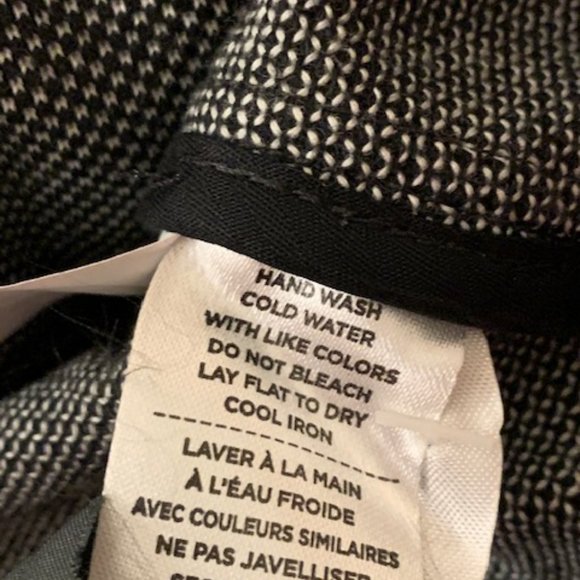 HAND WASH
COLD WATER
WITH LIKE COLORS
DO NOT BLEACH
LAY FLAT TO DRY
COOL IRON
LAVER À LA MAIN
À L'ÉAU FROIDE
AVEC COULEURS SIMILAIRES
NE PAS JAVELLISER